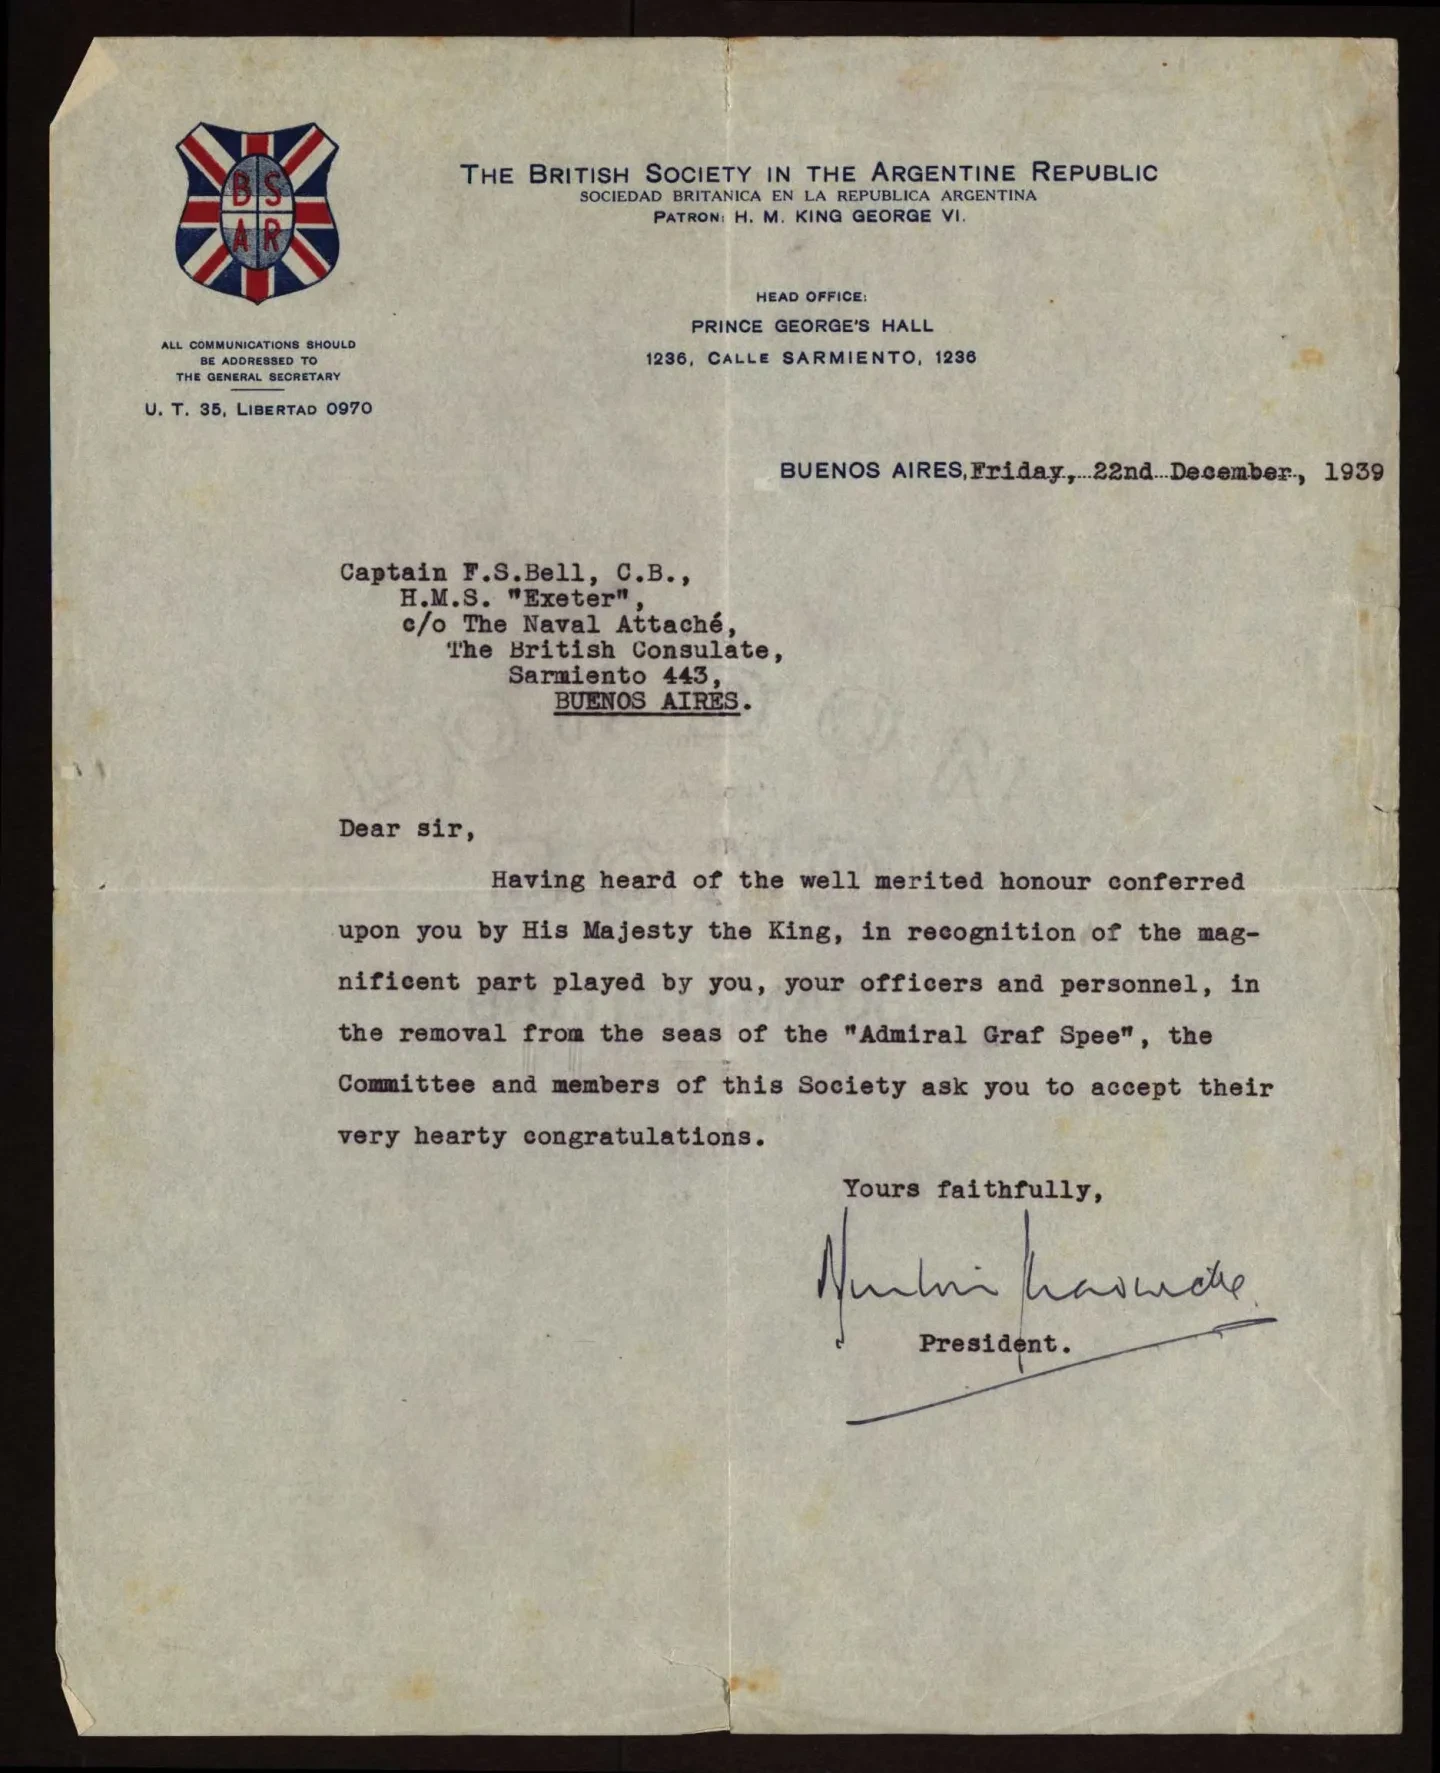 BS
AR
THE BRITISH SOCIETY IN THE ARGENTINE REPUBLIC
SOCIEDAD BRITANICA EN LA REPUBLICA ARGENTINA
PATRON: H. M. KING GEORGE VI.
HEAD OFFICE:
PRINCE GEORGE'S HALL
1236, CALLE SARMIENTO, 1236
ALL COMMUNICATIONS SHOULD
BE ADDRESSED TO
THE GENERAL SECRETARY
U. T. 35, LIBERTAD 0970
BUENOS AIRES, Friday, 22nd December, 1939
Captain F.S.Bell, C.B.,
H.M.S. "Exeter",
c/o The Naval Attaché,
The British Consulate,
Sarmiento 443,
BUENOS AIRES.
Dear sir,
Having heard of the well merited honour conferred
upon you by His Majesty the King, in recognition of the mag-
nificent part played by you, your officers and personnel, in
the removal from the seas of the "Admiral Graf Spee", the
Committee and members of this Society ask you to accept their
very hearty congratulations.
Yours faithfully,
President.